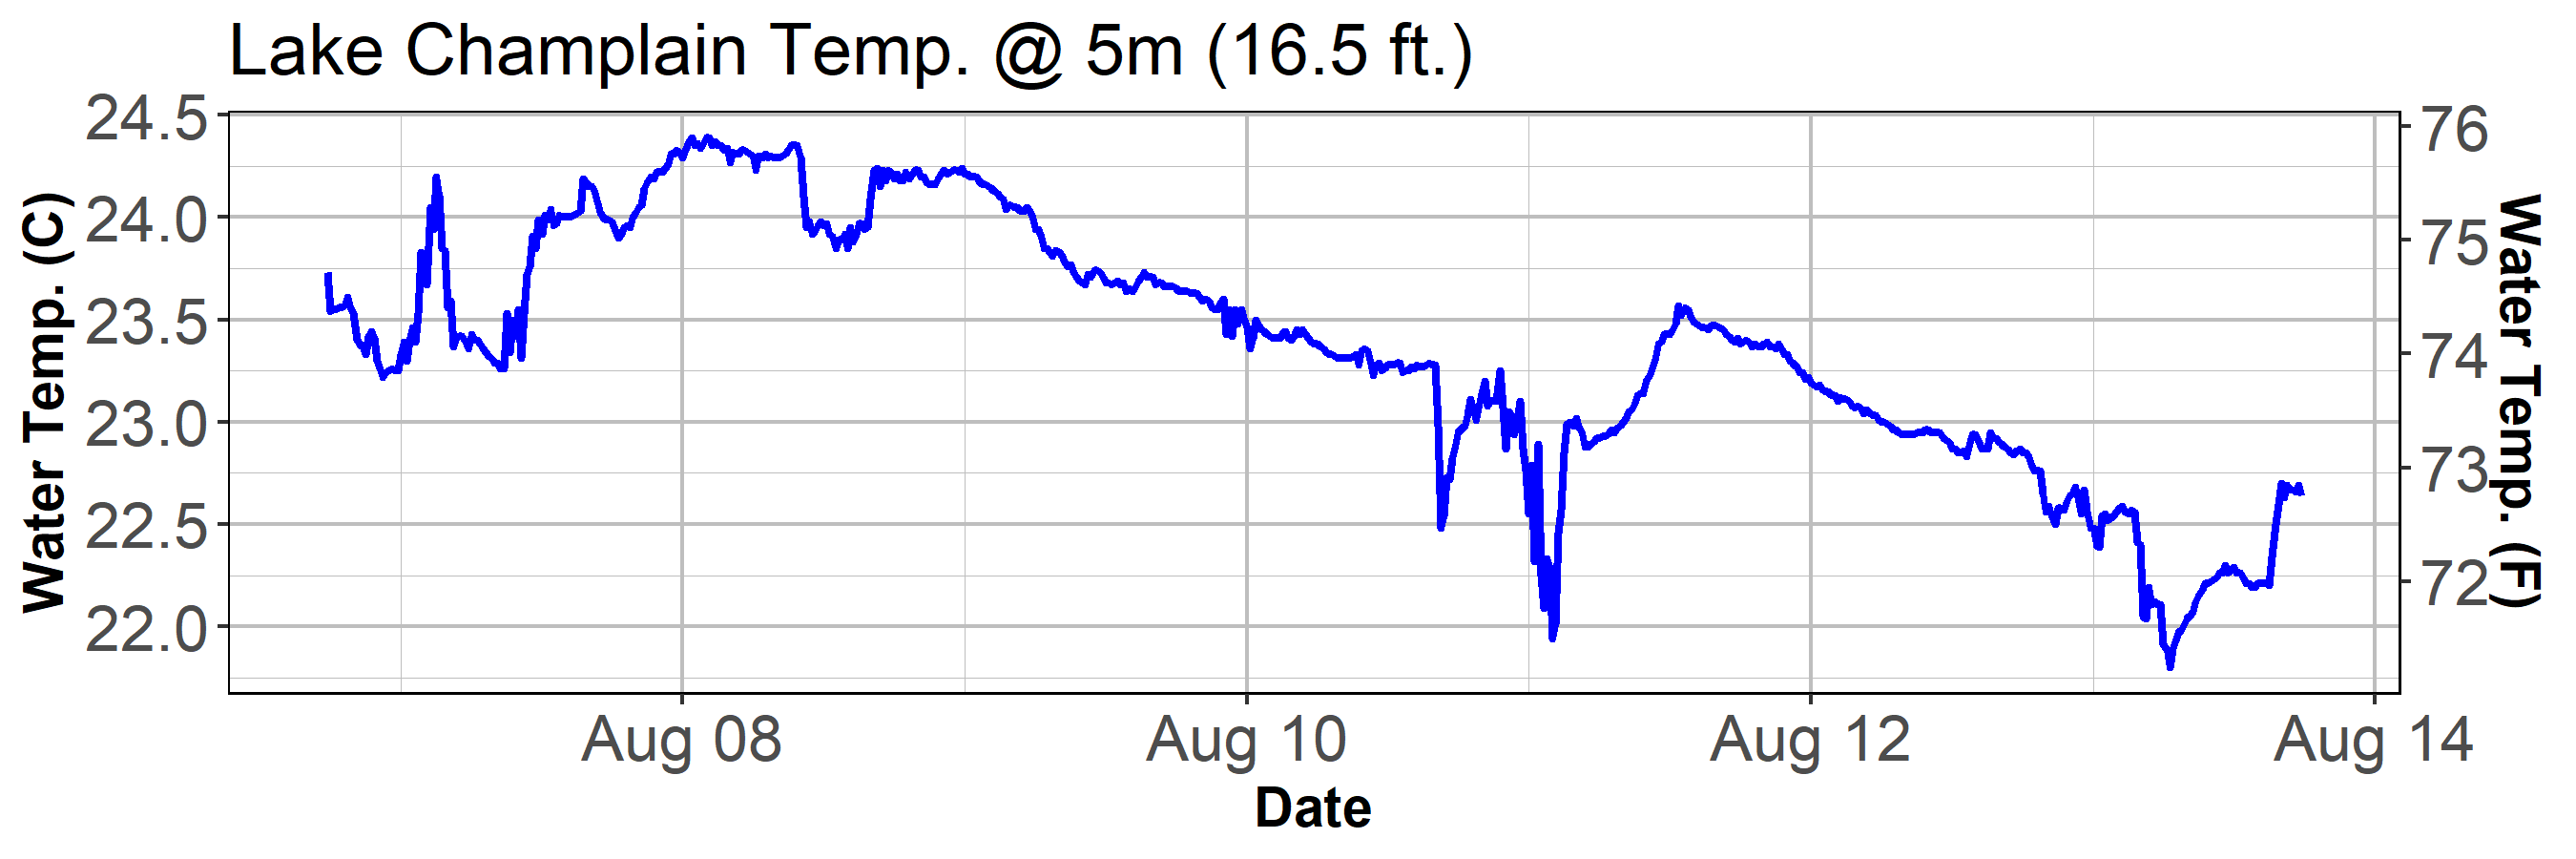 Lake Champlain Temp. @ 5m (16.5 ft.)
Water Temp. (C)
24.5
24.0
23.5
23.0
22.5
22.0
76
75
74
73
72
Water Temp. (F)
Aug 08 Aug 10 Aug 12 Aug 14
Date